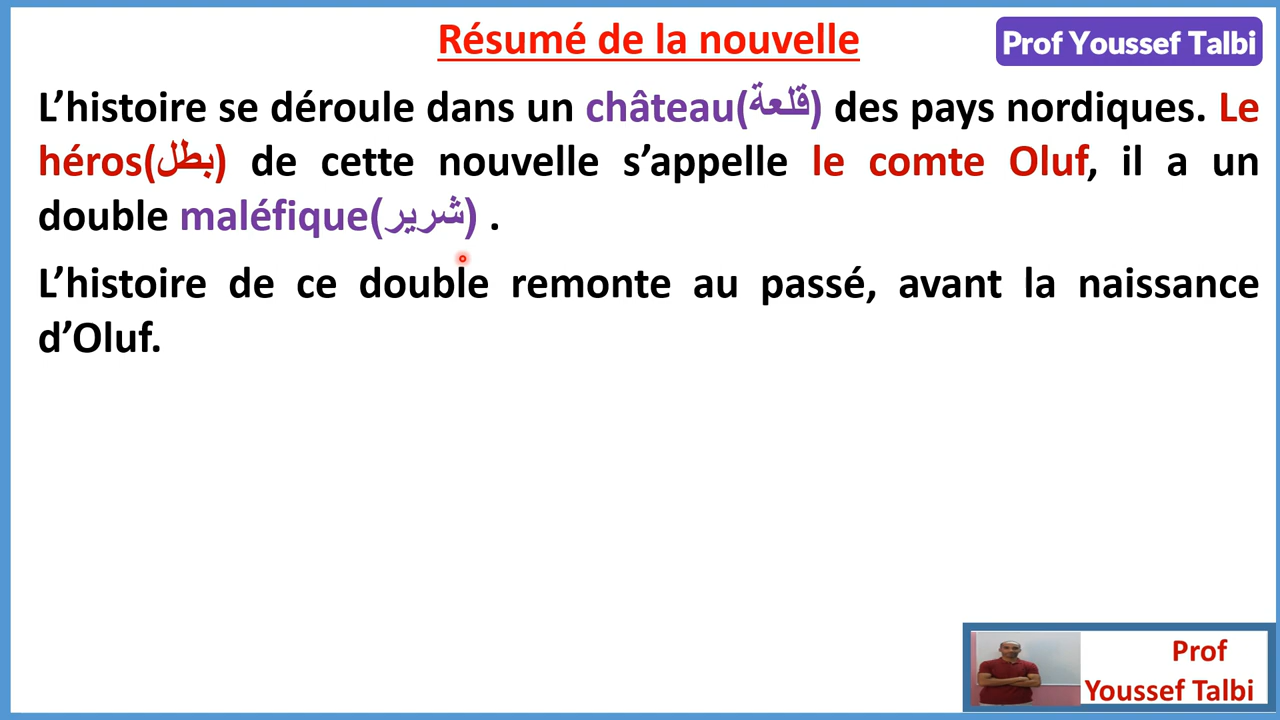 Résumé de la nouvelle
Prof Youssef Talbi
L’histoire se déroule dans un château(قلعة) des pays nordiques. Le
héros(بطل) de cette nouvelle s’appelle le comte Oluf, il a un
double maléfique(شرير) .
L’histoire de ce double remonte au passé, avant la naissance
d’Oluf.
Prof
Youssef Talbi